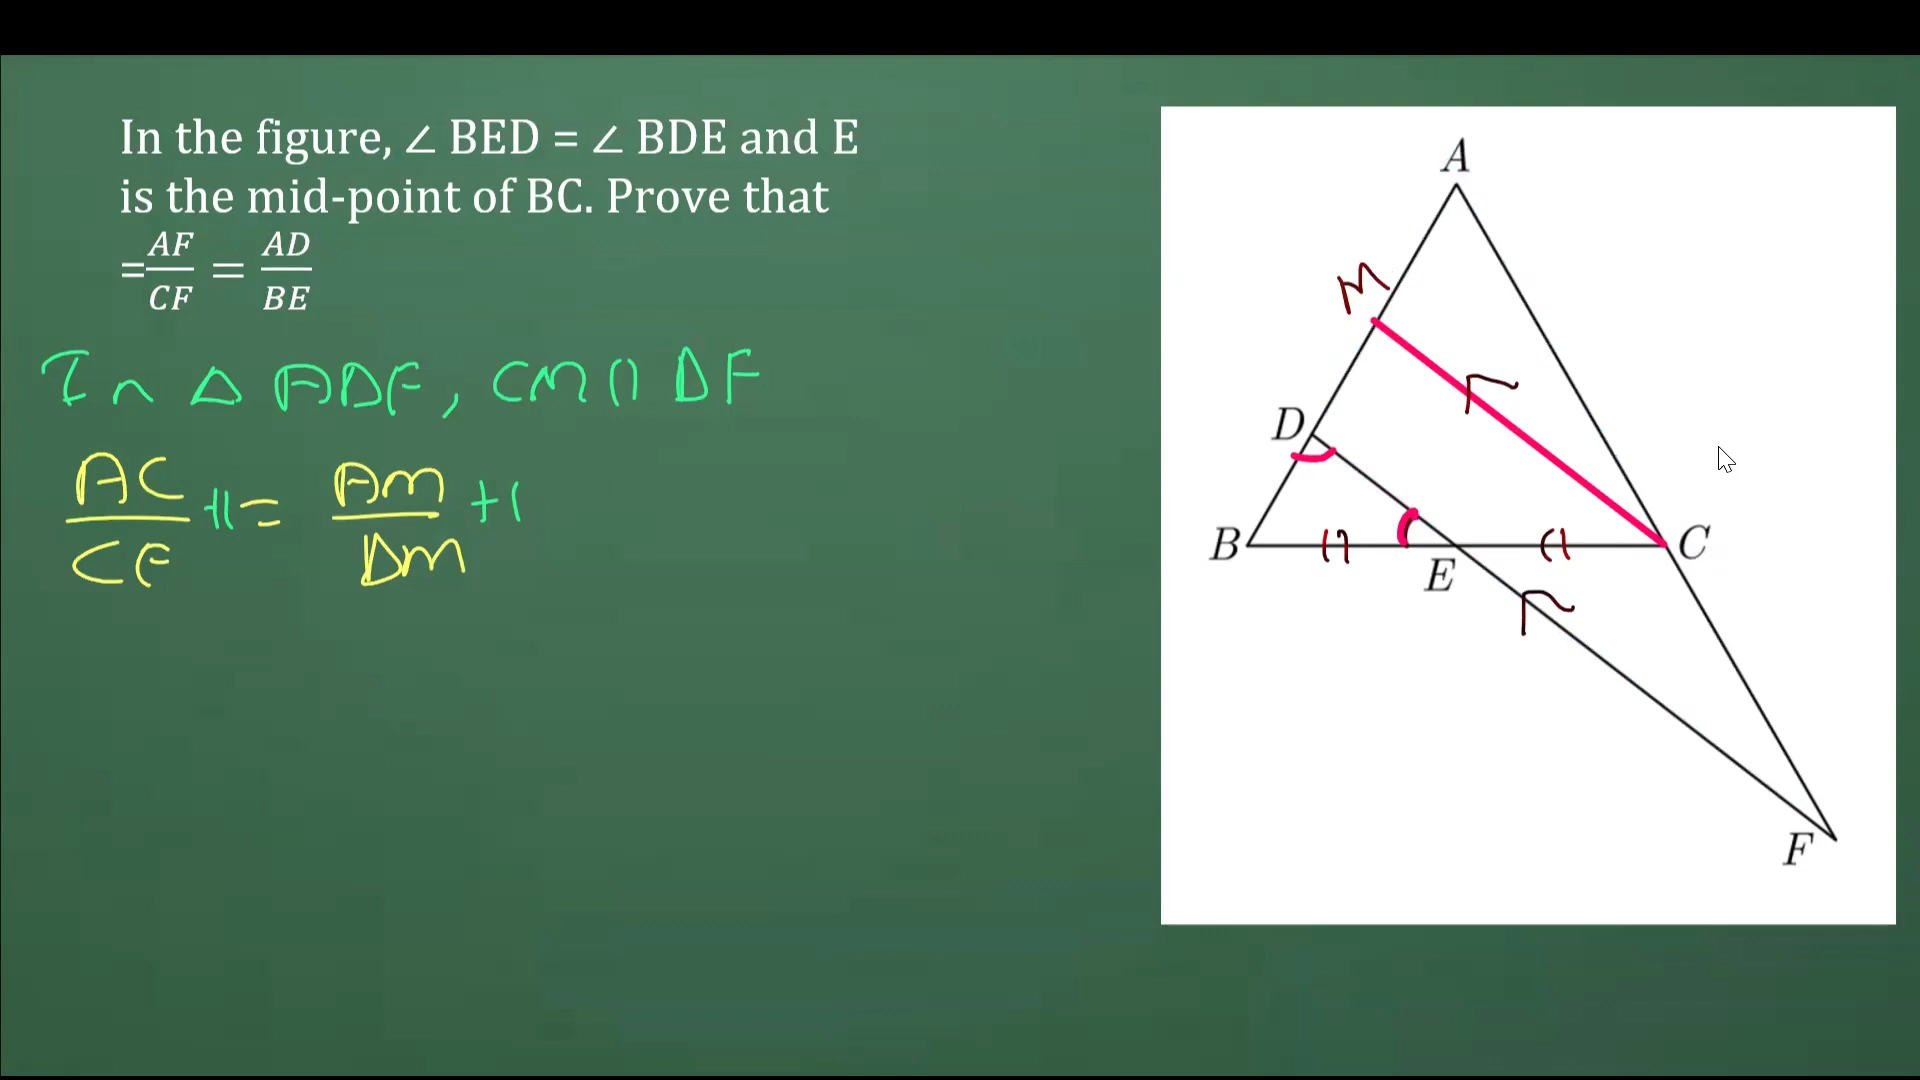 In the figure, ∠ BED = ∠ BDE and E
is the mid-point of BC. Prove that
=AF/CF = AD/BE
In Δ ADF, CM || DF
AC/CF +1 = AM/DM +1
A
M
D
B
E
C
F